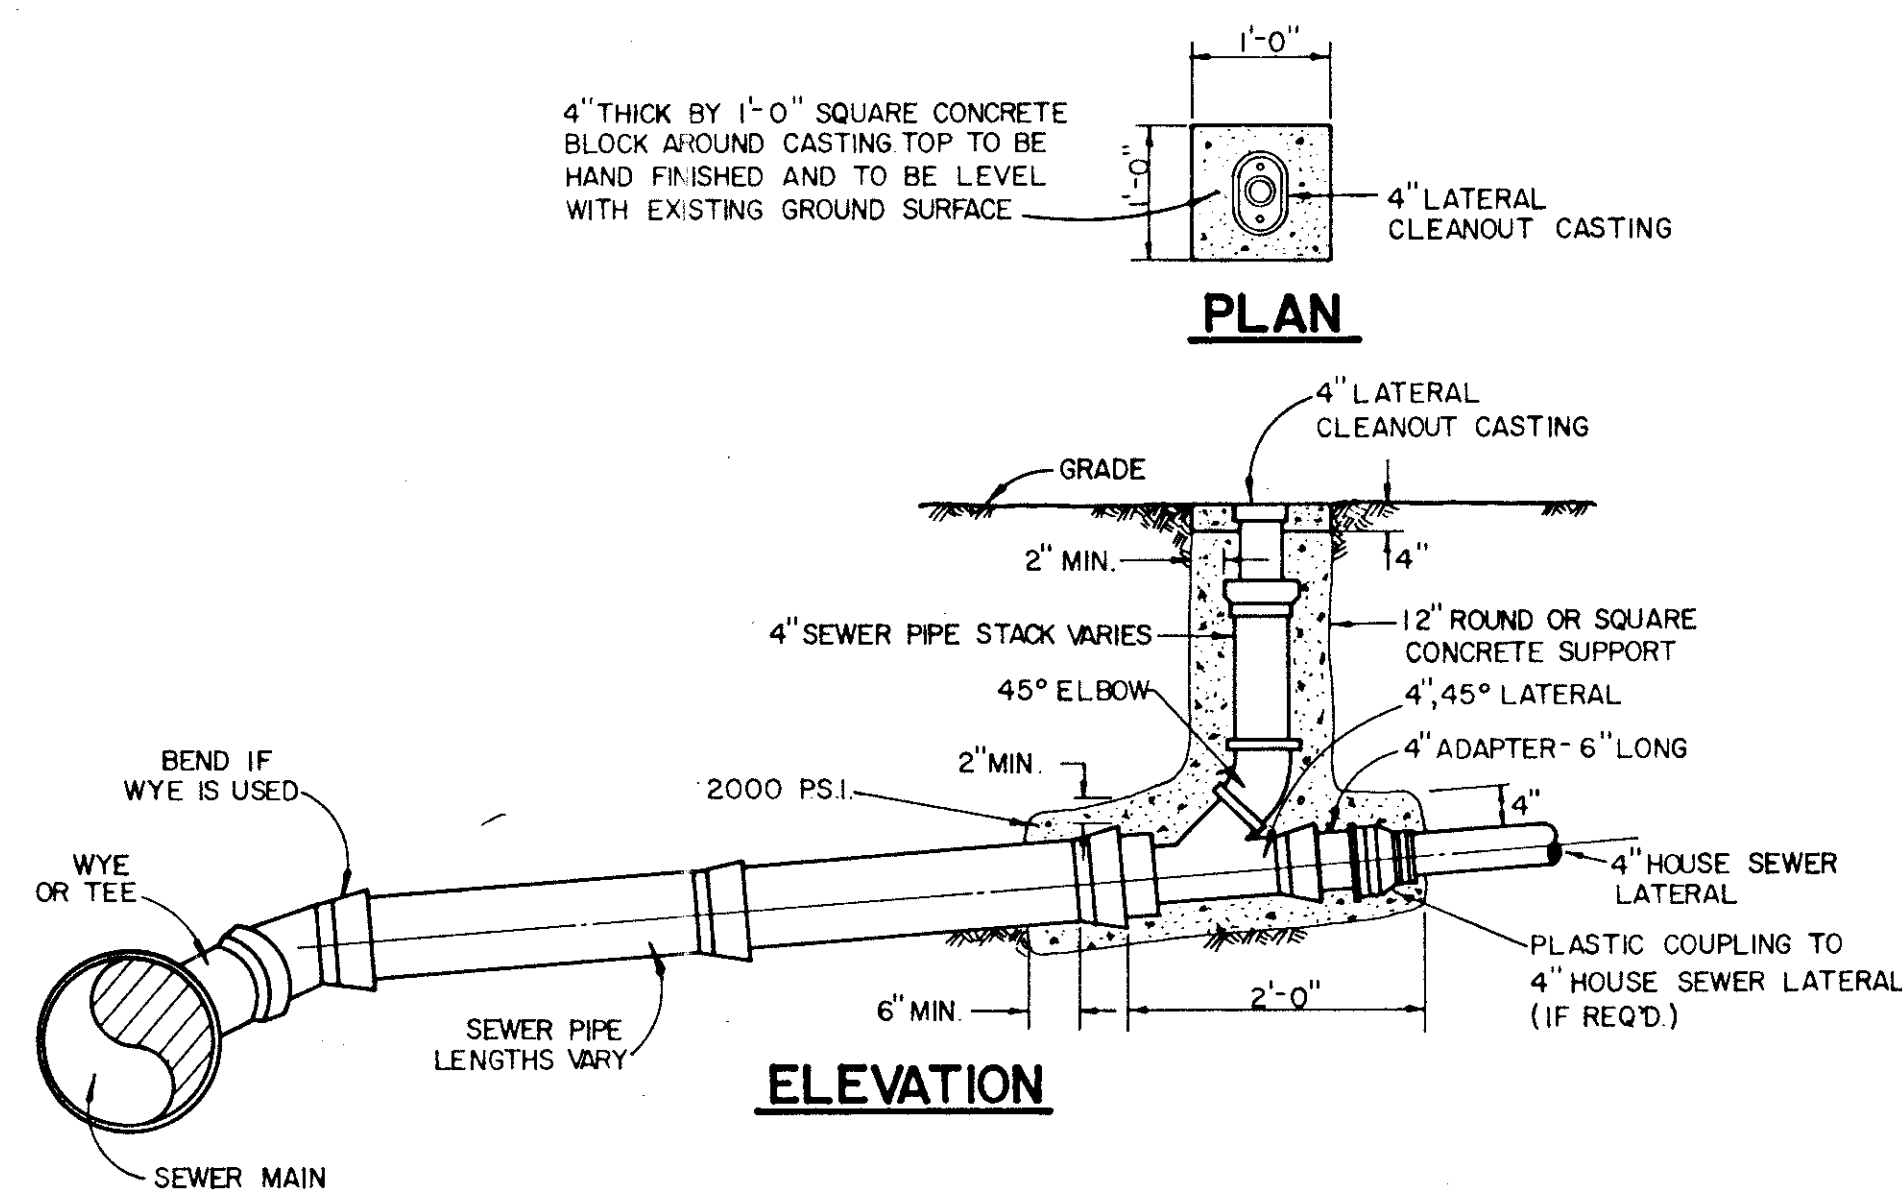 1'-0"
4" THICK BY 1'-0" SQUARE CONCRETE
BLOCK AROUND CASTING TOP TO BE
HAND FINISHED AND TO BE LEVEL
WITH EXISTING GROUND SURFACE
1'-0"
4" LATERAL
CLEANOUT CASTING
PLAN
4" LATERAL
CLEANOUT CASTING
GRADE
2" MIN.
4"
4" SEWER PIPE STACK VARIES
12" ROUND OR SQUARE
CONCRETE SUPPORT
45° ELBOW
4", 45° LATERAL
4" ADAPTER - 6" LONG
BEND IF
WYE IS USED
2" MIN.
2000 P.S.I.
4"
WYE
OR TEE
4" HOUSE SEWER
LATERAL
PLASTIC COUPLING TO
4" HOUSE SEWER LATERAL
(IF REQ'D.)
6" MIN.
2'-0"
SEWER PIPE
LENGTHS VARY
ELEVATION
SEWER MAIN